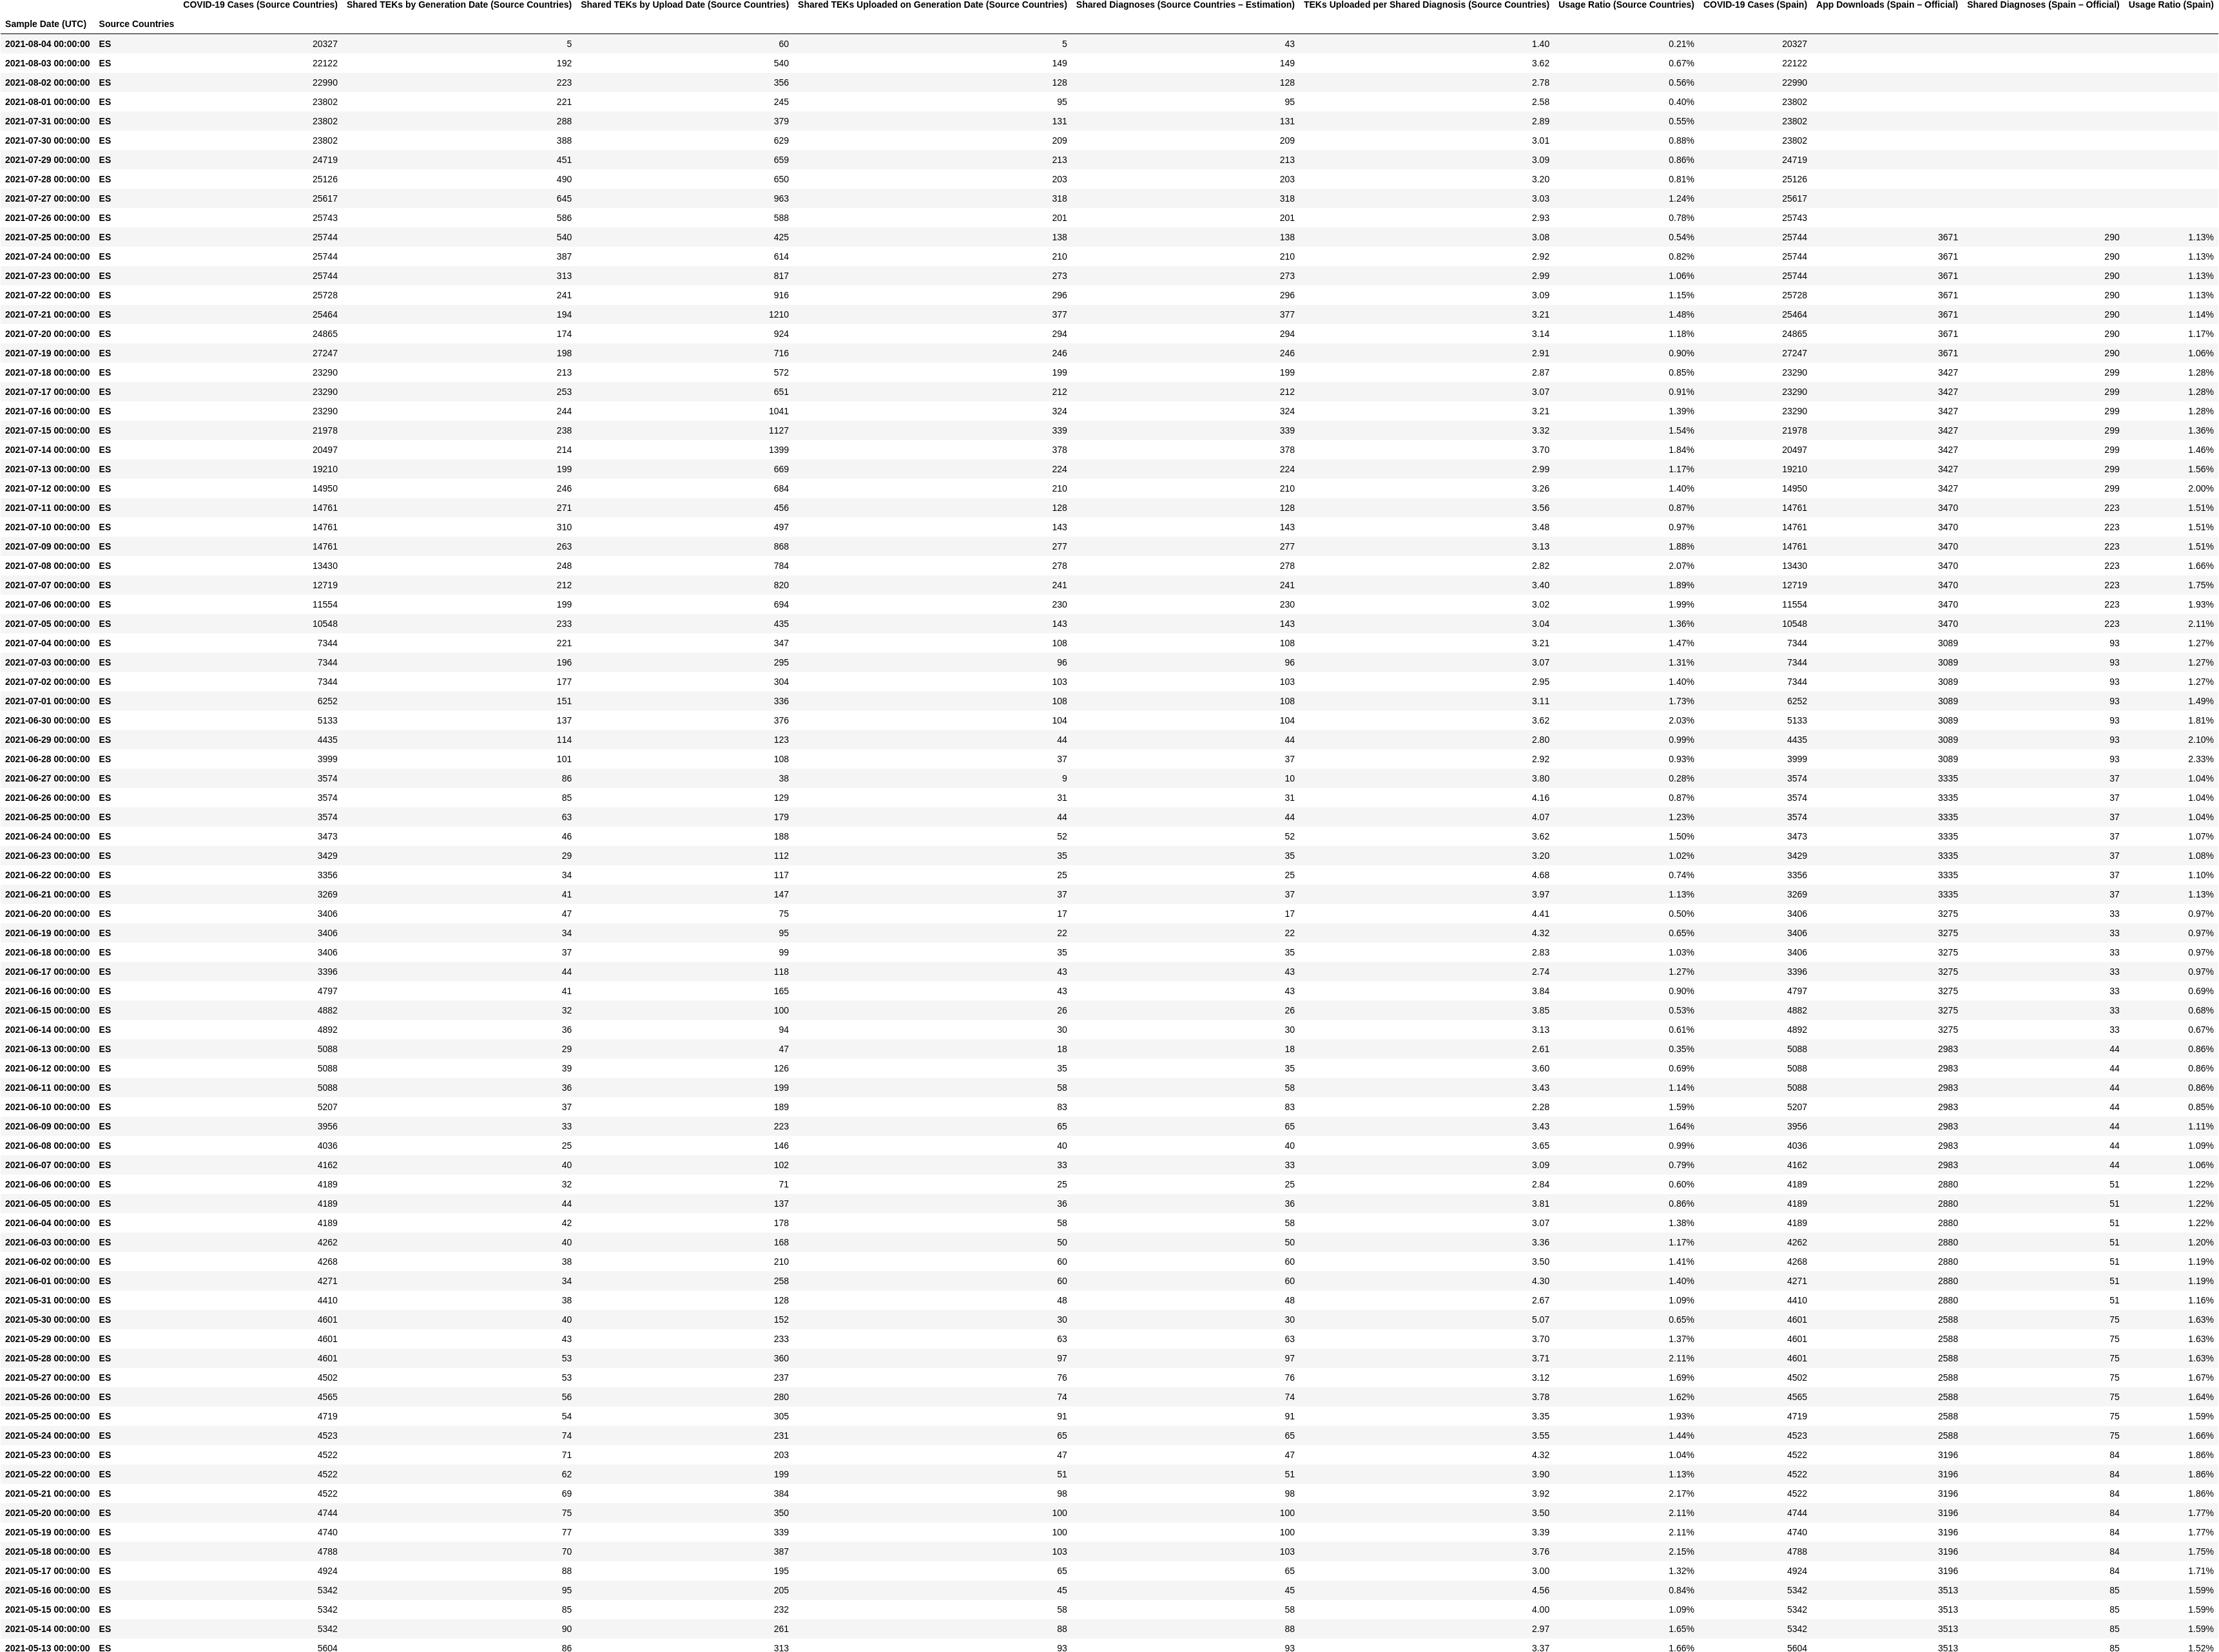 COVID-19 Cases (Source Countries) Shared TEKs by Generation Date (Source Countries) Shared TEKs by Upload Date (Source Countries) Shared TEKs Uploaded on Generation Date (Source Countries) Shared Diagnoses (Source Countries – Estimation) TEKs Uploaded per Shared Diagnosis (Source Countries) Usage Ratio (Source Countries) COVID-19 Cases (Spain) App Downloads (Spain – Official) Shared Diagnoses (Spain – Official) Usage Ratio (Spain)
Sample Date (UTC) Source Countries
2021-08-04 00:00:00 ES 20327 5 60 5 43 1.40 0.21% 20327
2021-08-03 00:00:00 ES 22122 192 540 149 149 3.62 0.67% 22122
2021-08-02 00:00:00 ES 22990 223 356 128 128 2.78 0.56% 22990
2021-08-01 00:00:00 ES 23802 221 245 95 95 2.58 0.40% 23802
2021-07-31 00:00:00 ES 23802 288 379 131 131 2.89 0.55% 23802
2021-07-30 00:00:00 ES 23802 388 629 209 209 3.01 0.88% 23802
2021-07-29 00:00:00 ES 24719 451 659 213 213 3.09 0.86% 24719
2021-07-28 00:00:00 ES 25126 490 650 203 203 3.20 0.81% 25126
2021-07-27 00:00:00 ES 25617 645 963 318 318 3.03 1.24% 25617
2021-07-26 00:00:00 ES 25743 586 588 201 201 2.93 0.78% 25743
2021-07-25 00:00:00 ES 25744 540 425 138 138 3.08 0.54% 25744 3671 290 1.13%
2021-07-24 00:00:00 ES 25744 387 614 210 210 2.92 0.82% 25744 3671 290 1.13%
2021-07-23 00:00:00 ES 25744 313 817 273 273 2.99 1.06% 25744 3671 290 1.13%
2021-07-22 00:00:00 ES 25728 241 916 296 296 3.09 1.15% 25728 3671 290 1.13%
2021-07-21 00:00:00 ES 25464 194 1210 377 377 3.21 1.48% 25464 3671 290 1.14%
2021-07-20 00:00:00 ES 24865 174 924 294 294 3.14 1.18% 24865 3671 290 1.17%
2021-07-19 00:00:00 ES 27247 198 716 246 246 2.91 0.90% 27247 3671 290 1.06%
2021-07-18 00:00:00 ES 23290 213 572 199 199 2.87 0.85% 23290 3427 299 1.28%
2021-07-17 00:00:00 ES 23290 253 651 212 212 3.07 0.91% 23290 3427 299 1.28%
2021-07-16 00:00:00 ES 23290 244 1041 324 324 3.21 1.39% 23290 3427 299 1.28%
2021-07-15 00:00:00 ES 21978 238 1127 339 339 3.32 1.54% 21978 3427 299 1.36%
2021-07-14 00:00:00 ES 20497 214 1399 378 378 3.70 1.84% 20497 3427 299 1.46%
2021-07-13 00:00:00 ES 19210 199 669 224 224 2.99 1.17% 19210 3427 299 1.56%
2021-07-12 00:00:00 ES 14950 246 684 210 210 3.26 1.40% 14950 3427 299 2.00%
2021-07-11 00:00:00 ES 14761 271 456 128 128 3.56 0.87% 14761 3470 223 1.51%
2021-07-10 00:00:00 ES 14761 310 497 143 143 3.48 0.97% 14761 3470 223 1.51%
2021-07-09 00:00:00 ES 14761 263 868 277 277 3.13 1.88% 14761 3470 223 1.51%
2021-07-08 00:00:00 ES 13430 248 784 278 278 2.82 2.07% 13430 3470 223 1.66%
2021-07-07 00:00:00 ES 12719 212 820 241 241 3.40 1.89% 12719 3470 223 1.75%
2021-07-06 00:00:00 ES 11554 199 694 230 230 3.02 1.99% 11554 3470 223 1.93%
2021-07-05 00:00:00 ES 10548 233 435 143 143 3.04 1.36% 10548 3470 223 2.11%
2021-07-04 00:00:00 ES 7344 221 347 108 108 3.21 1.47% 7344 3089 93 1.27%
2021-07-03 00:00:00 ES 7344 196 295 96 96 3.07 1.31% 7344 3089 93 1.27%
2021-07-02 00:00:00 ES 7344 177 304 103 103 2.95 1.40% 7344 3089 93 1.27%
2021-07-01 00:00:00 ES 6252 151 336 108 108 3.11 1.73% 6252 3089 93 1.49%
2021-06-30 00:00:00 ES 5133 137 376 104 104 3.62 2.03% 5133 3089 93 1.81%
2021-06-29 00:00:00 ES 4435 114 123 44 44 2.80 0.99% 4435 3089 93 2.10%
2021-06-28 00:00:00 ES 3999 101 108 37 37 2.92 0.93% 3999 3089 93 2.33%
2021-06-27 00:00:00 ES 3574 86 38 9 10 3.80 0.28% 3574 3335 37 1.04%
2021-06-26 00:00:00 ES 3574 85 129 31 31 4.16 0.87% 3574 3335 37 1.04%
2021-06-25 00:00:00 ES 3574 63 179 44 44 4.07 1.23% 3574 3335 37 1.04%
2021-06-24 00:00:00 ES 3473 46 188 52 52 3.62 1.50% 3473 3335 37 1.07%
2021-06-23 00:00:00 ES 3429 29 112 35 35 3.20 1.02% 3429 3335 37 1.08%
2021-06-22 00:00:00 ES 3356 34 117 25 25 4.68 0.74% 3356 3335 37 1.10%
2021-06-21 00:00:00 ES 3269 41 147 37 37 3.97 1.13% 3269 3335 37 1.13%
2021-06-20 00:00:00 ES 3406 47 75 17 17 4.41 0.50% 3406 3275 33 0.97%
2021-06-19 00:00:00 ES 3406 34 95 22 22 4.32 0.65% 3406 3275 33 0.97%
2021-06-18 00:00:00 ES 3406 37 99 35 35 2.83 1.03% 3406 3275 33 0.97%
2021-06-17 00:00:00 ES 3396 44 118 43 43 2.74 1.27% 3396 3275 33 0.97%
2021-06-16 00:00:00 ES 4797 41 165 43 43 3.84 0.90% 4797 3275 33 0.69%
2021-06-15 00:00:00 ES 4882 32 100 26 26 3.85 0.53% 4882 3275 33 0.68%
2021-06-14 00:00:00 ES 4892 36 94 30 30 3.13 0.61% 4892 3275 33 0.67%
2021-06-13 00:00:00 ES 5088 29 47 18 18 2.61 0.35% 5088 2983 44 0.86%
2021-06-12 00:00:00 ES 5088 39 126 35 35 3.60 0.69% 5088 2983 44 0.86%
2021-06-11 00:00:00 ES 5088 36 199 58 58 3.43 1.14% 5088 2983 44 0.86%
2021-06-10 00:00:00 ES 5207 37 189 83 83 2.28 1.59% 5207 2983 44 0.85%
2021-06-09 00:00:00 ES 3956 33 223 65 65 3.43 1.64% 3956 2983 44 1.11%
2021-06-08 00:00:00 ES 4036 25 146 40 40 3.65 0.99% 4036 2983 44 1.09%
2021-06-07 00:00:00 ES 4162 40 102 33 33 3.09 0.79% 4162 2983 44 1.06%
2021-06-06 00:00:00 ES 4189 32 71 25 25 2.84 0.60% 4189 2880 51 1.22%
2021-06-05 00:00:00 ES 4189 44 137 36 36 3.81 0.86% 4189 2880 51 1.22%
2021-06-04 00:00:00 ES 4189 42 178 58 58 3.07 1.38% 4189 2880 51 1.22%
2021-06-03 00:00:00 ES 4262 40 168 50 50 3.36 1.17% 4262 2880 51 1.20%
2021-06-02 00:00:00 ES 4268 38 210 60 60 3.50 1.41% 4268 2880 51 1.19%
2021-06-01 00:00:00 ES 4271 34 258 60 60 4.30 1.40% 4271 2880 51 1.19%
2021-05-31 00:00:00 ES 4410 38 128 48 48 2.67 1.09% 4410 2880 51 1.16%
2021-05-30 00:00:00 ES 4601 40 152 30 30 5.07 0.65% 4601 2588 75 1.63%
2021-05-29 00:00:00 ES 4601 43 233 63 63 3.70 1.37% 4601 2588 75 1.63%
2021-05-28 00:00:00 ES 4601 53 360 97 97 3.71 2.11% 4601 2588 75 1.63%
2021-05-27 00:00:00 ES 4502 53 237 76 76 3.12 1.69% 4502 2588 75 1.67%
2021-05-26 00:00:00 ES 4565 56 280 74 74 3.78 1.62% 4565 2588 75 1.64%
2021-05-25 00:00:00 ES 4719 54 305 91 91 3.35 1.93% 4719 2588 75 1.59%
2021-05-24 00:00:00 ES 4523 74 231 65 65 3.55 1.44% 4523 2588 75 1.66%
2021-05-23 00:00:00 ES 4522 71 203 47 47 4.32 1.04% 4522 3196 84 1.86%
2021-05-22 00:00:00 ES 4522 62 199 51 51 3.90 1.13% 4522 3196 84 1.86%
2021-05-21 00:00:00 ES 4522 69 384 98 98 3.92 2.17% 4522 3196 84 1.86%
2021-05-20 00:00:00 ES 4744 75 350 100 100 3.50 2.11% 4744 3196 84 1.77%
2021-05-19 00:00:00 ES 4740 77 339 100 100 3.39 2.11% 4740 3196 84 1.77%
2021-05-18 00:00:00 ES 4788 70 387 103 103 3.76 2.15% 4788 3196 84 1.75%
2021-05-17 00:00:00 ES 4924 88 195 65 65 3.00 1.32% 4924 3196 84 1.71%
2021-05-16 00:00:00 ES 5342 95 205 45 45 4.56 0.84% 5342 3513 85 1.59%
2021-05-15 00:00:00 ES 5342 85 232 58 58 4.00 1.09% 5342 3513 85 1.59%
2021-05-14 00:00:00 ES 5342 90 261 88 88 2.97 1.65% 5342 3513 85 1.59%
2021-05-13 00:00:00 ES 5604 86 313 93 93 3.37 1.66% 5604 3513 85 1.52%